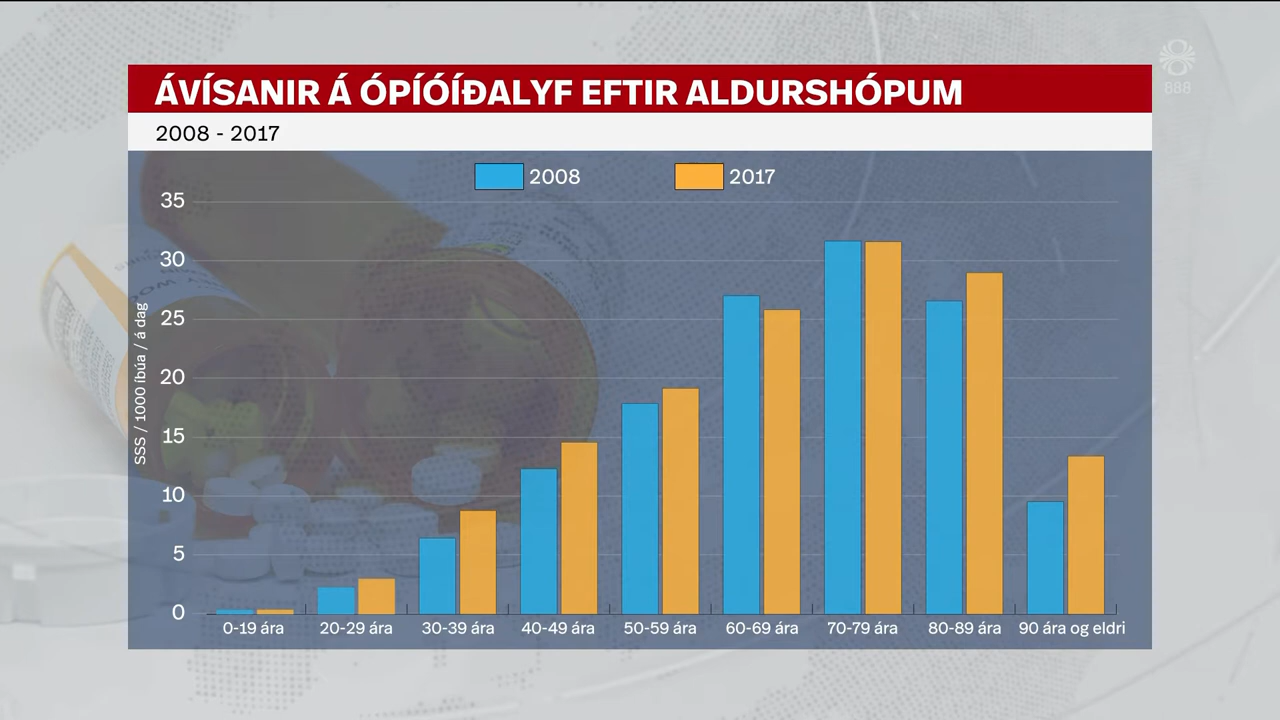 ÁVÍSANIR Á ÓPÍÓÍÐALYF EFTIR ALDURSHÓPUM
888
2008 - 2017
2008
2017
35
30
25
20
15
10
5
0
SSS / 1000 íbúa / á dag
0-19 ára
20-29 ára
30-39 ára
40-49 ára
50-59 ára
60-69 ára
70-79 ára
80-89 ára
90 ára og eldri